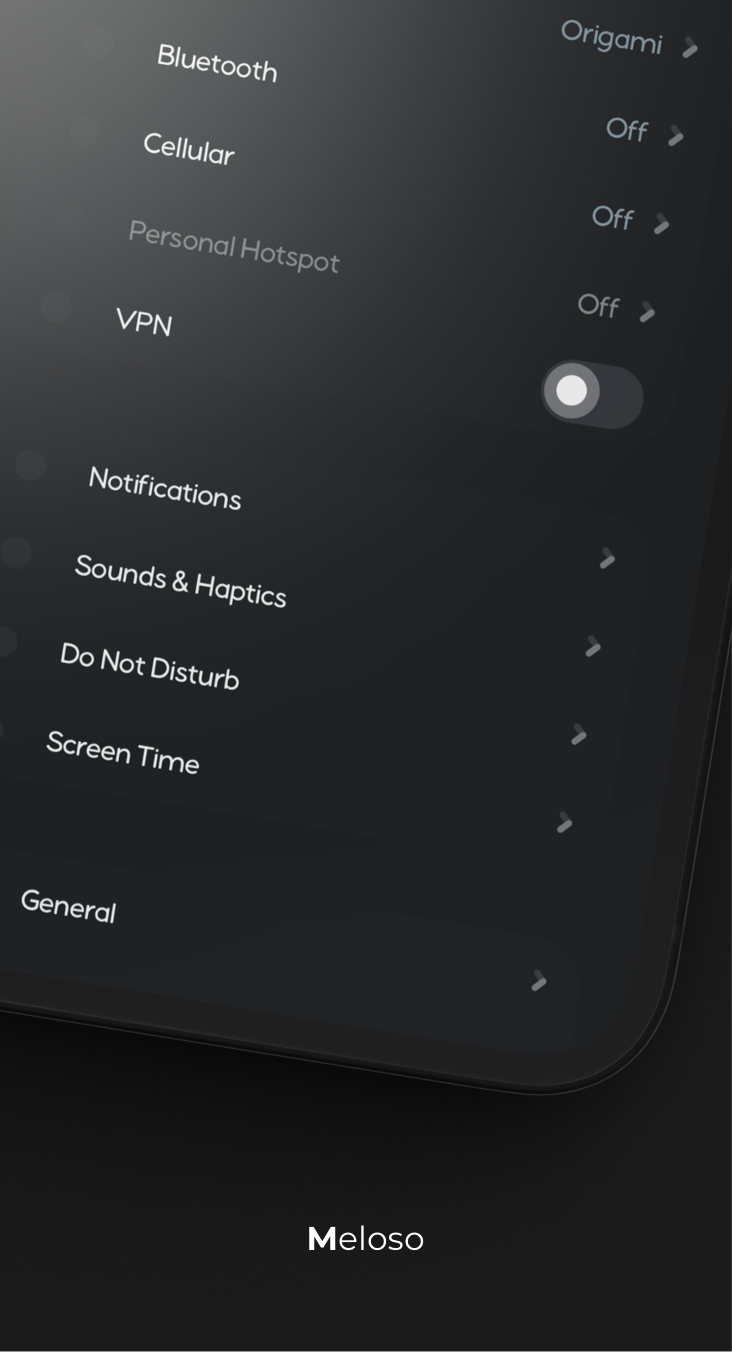 Origami
Bluetooth Off
Cellular Off
Personal Hotspot Off
VPN
Notifications
Sounds & Haptics
Do Not Disturb
Screen Time
General
Meloso